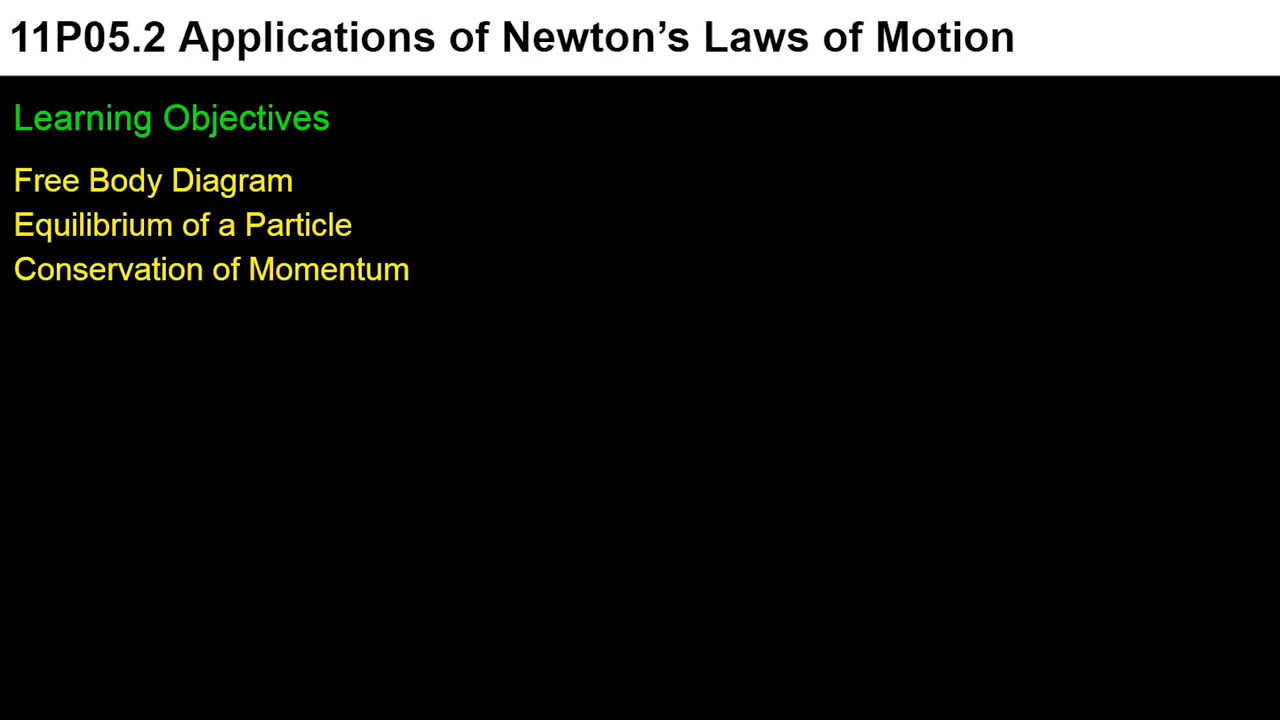 11P05.2 Applications of Newton’s Laws of Motion
Learning Objectives
Free Body Diagram
Equilibrium of a Particle
Conservation of Momentum